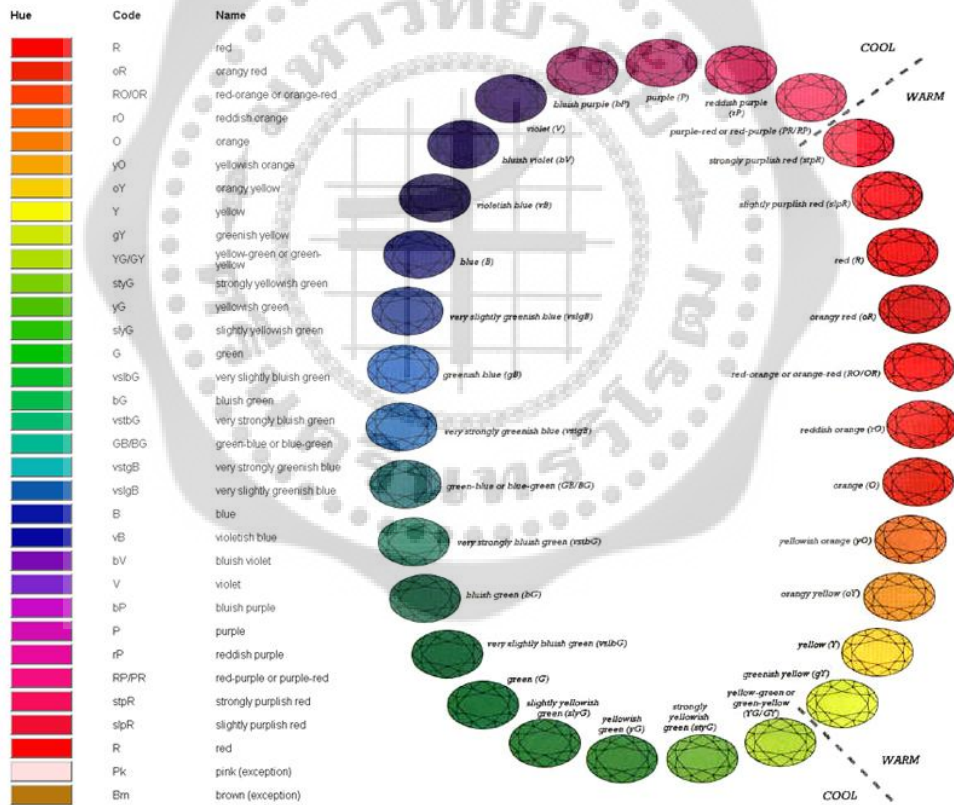 Hue Code Name
R red
oR orangy red
RO/OR red-orange or orange-red
rO reddish orange
O orange
yO yellowish orange
oY orangy yellow
Y yellow
gY greenish yellow
YG/GY yellow-green or green-
yellow
styG strongly yellowish green
yG yellowish green
slyG slightly yellowish green
G green
vslbG very slightly bluish green
bG bluish green
vstbG very strongly bluish green
GB/BG green-blue or blue-green
vstgB very strongly greenish blue
vslgB very slightly greenish blue
B blue
vB violetish blue
bV bluish violet
V violet
bP bluish purple
P purple
rP reddish purple
RP/PR red-purple or purple-red
stpR strongly purplish red
slpR slightly purplish red
R red
Pk pink (exception)
Brn brown (exception)
COOL
WARM
bluish purple (bP)
purple (P)
reddish
purple
(rP)
purple-red or red-purple (PR/RP)
strongly purplish red (stpR)
slightly purplish red (slpR)
red (R)
orangy red (oR)
red-orange or orange-red (RO/OR)
reddish orange (rO)
orange (O)
yellowish orange (yO)
orangy yellow (oY)
yellow (Y)
greenish yellow (gY)
yellow-green or
green-yellow
(YG/GY)
strongly
yellowish
green (styG)
yellowish
green (yG)
slightly yellowish
green (slyG)
green (G)
very slightly bluish green (vslbG)
bluish green (bG)
very strongly bluish green (vstbG)
green-blue or blue-green (GB/BG)
very strongly greenish blue (vstgB)
greenish blue (gB)
very slightly greenish blue (vslgB)
blue (B)
violetish blue (vB)
bluish violet (bV)
violet (V)
WARM
COOL